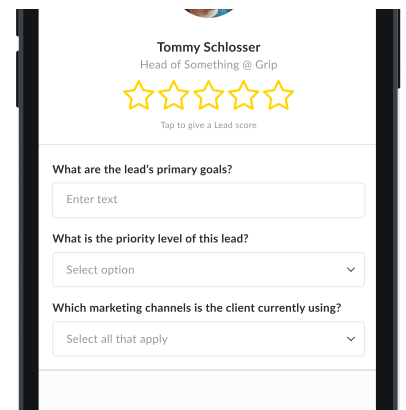 Tommy Schlosser
Head of Something @ Grip
Tap to give a Lead score
What are the lead's primary goals?
Enter text
What is the priority level of this lead?
Select option
Which marketing channels is the client currently using?
Select all that apply